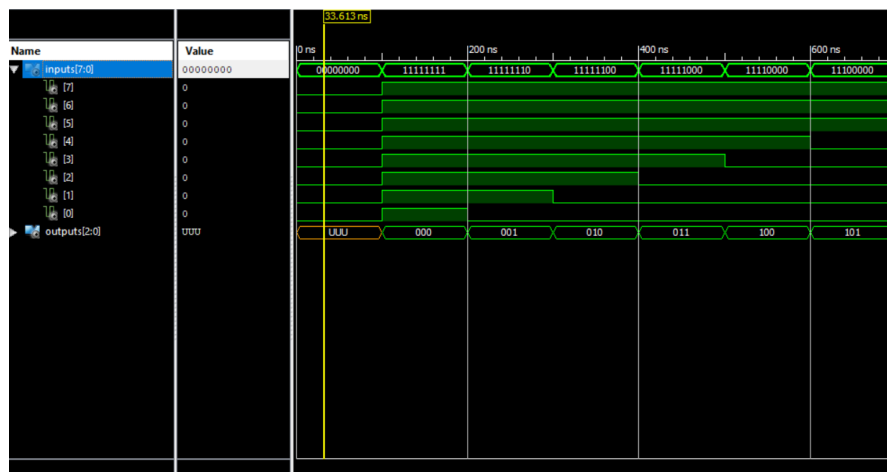 33.613 ns
Name Value 0 ns 200 ns 400 ns 600 ns
inputs[7:0] 00000000 00000000 11111111 11111110 11111100 11111000 11110000 11100000
[7] 0
[6] 0
[5] 0
[4] 0
[3] 0
[2] 0
[1] 0
[0] 0
outputs[2:0] UUU UUU 000 001 010 011 100 101